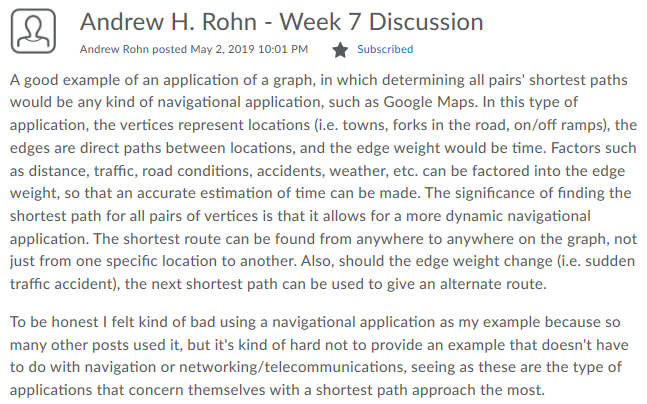 Andrew H. Rohn - Week 7 Discussion
Andrew Rohn posted May 2, 2019 10:01 PM Subscribed
A good example of an application of a graph, in which determining all pairs' shortest paths
would be any kind of navigational application, such as Google Maps. In this type of
application, the vertices represent locations (i.e. towns, forks in the road, on/off ramps), the
edges are direct paths between locations, and the edge weight would be time. Factors such
as distance, traffic, road conditions, accidents, weather, etc. can be factored into the edge
weight, so that an accurate estimation of time can be made. The significance of finding the
shortest path for all pairs of vertices is that it allows for a more dynamic navigational
application. The shortest route can be found from anywhere to anywhere on the graph, not
just from one specific location to another. Also, should the edge weight change (i.e. sudden
traffic accident), the next shortest path can be used to give an alternate route.
To be honest I felt kind of bad using a navigational application as my example because so
many other posts used it, but it's kind of hard not to provide an example that doesn't have
to do with navigation or networking/telecommunications, seeing as these are the type of
applications that concern themselves with a shortest path approach the most.